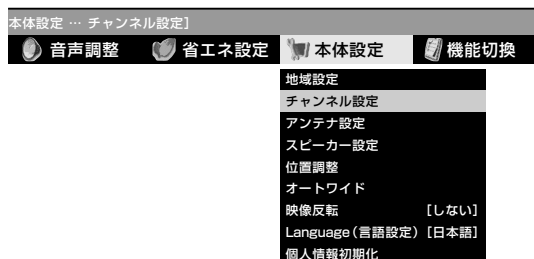 本体設定 … チャンネル設定]
音声調整 省エネ設定 本体設定 機能切換
地域設定
チャンネル設定
アンテナ設定
スピーカー設定
位置調整
オートワイド
映像反転 [しない]
Language(言語設定) [日本語]
個人情報初期化